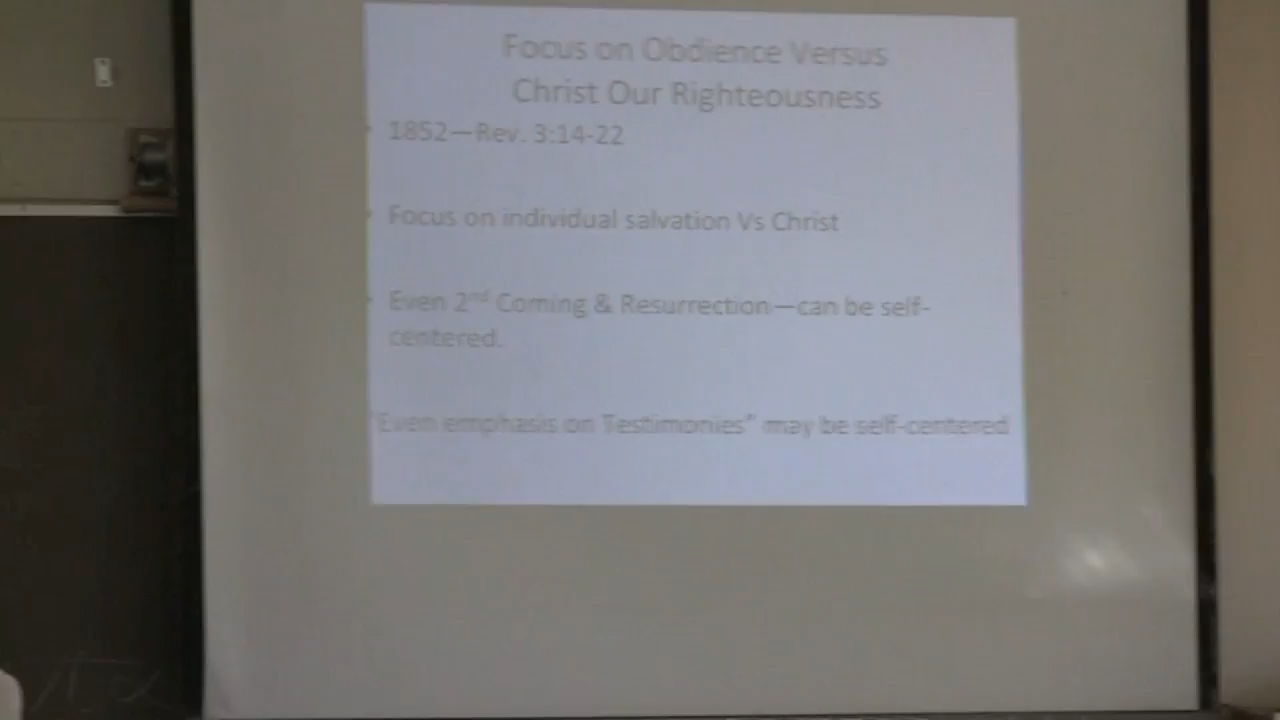 Focus on Obdience Versus
Christ Our Righteousness
1852—Rev. 3:14-22
Focus on individual salvation Vs Christ
Even 2nd Coming & Resurrection—can be self-
centered.
"Even emphasis on Testimonies" may be self-centered